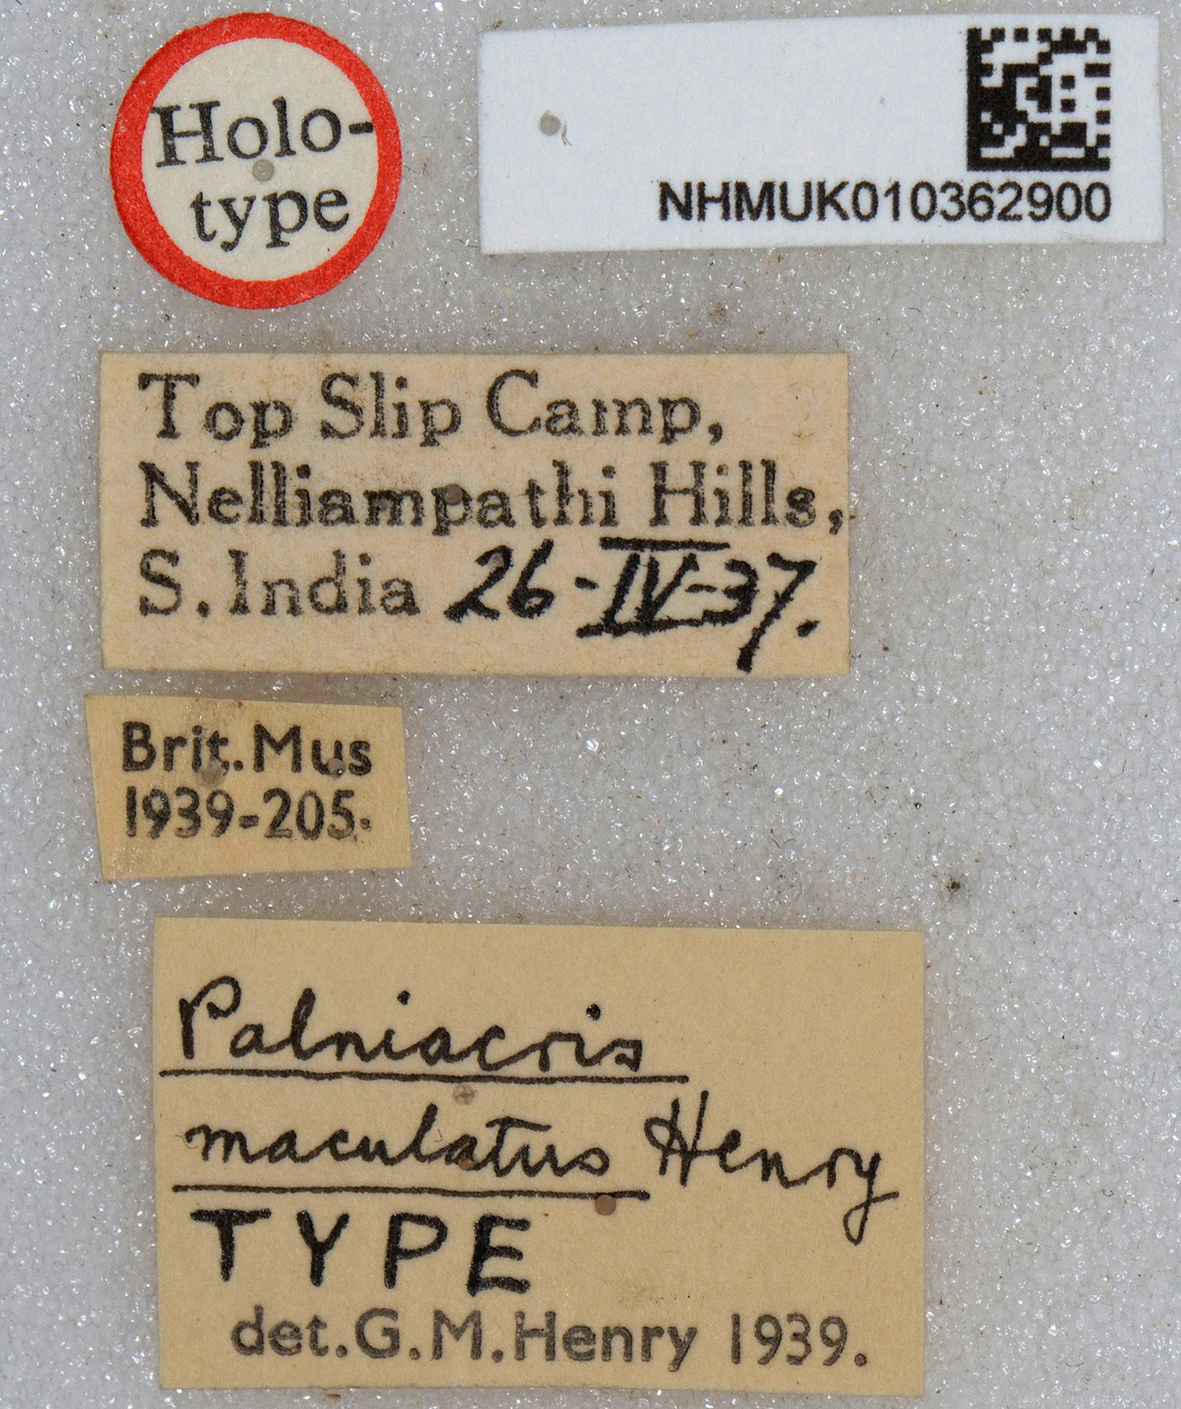 Holo-
type
NHMUK010362900
Top Slip Camp,
Nelliampathi Hills,
S. India 26-IV-37.
Brit.Mus
1939-205.
Palniacris
maculatus Henry
TYPE
det.G.M.Henry 1939.